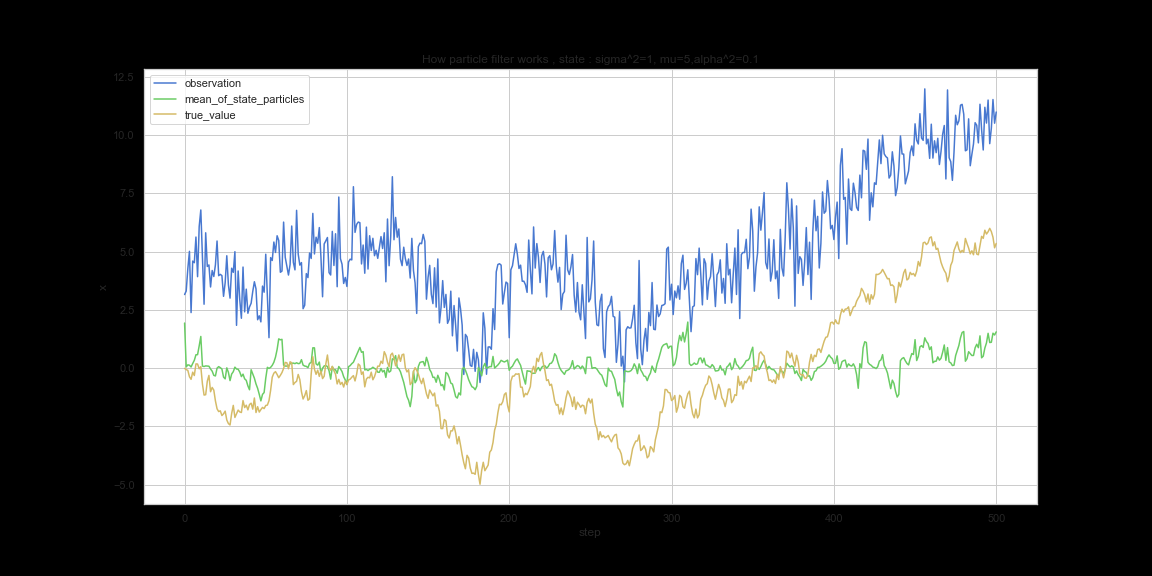 How particle filter works , state : sigma^2=1, mu=5,alpha^2=0.1
observation
mean_of_state_particles
true_value
12.5
10.0
7.5
5.0
2.5
0.0
−2.5
−5.0
x
0 100 200 300 400 500
step